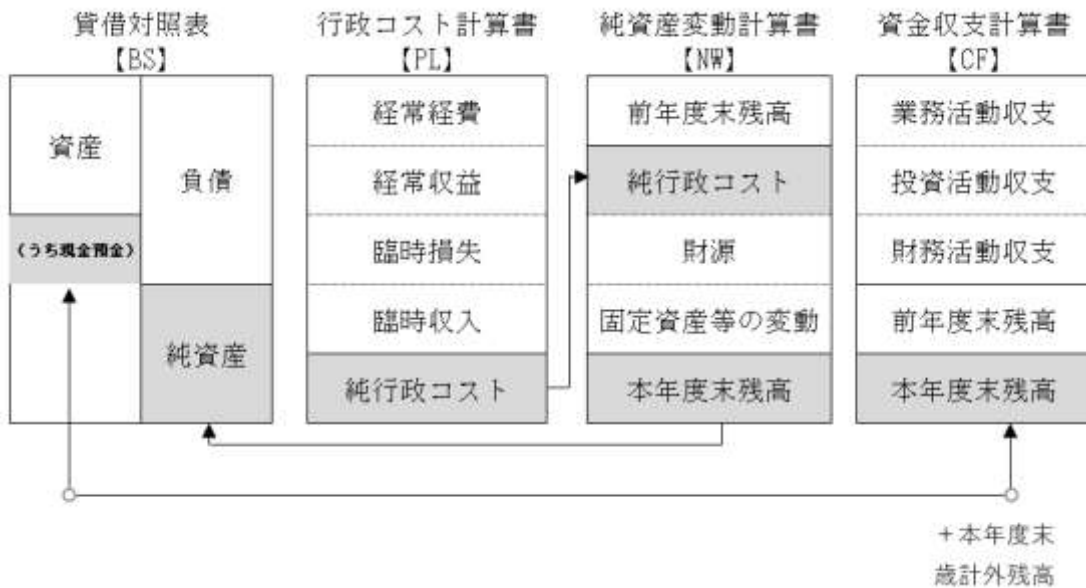 貸借対照表
【BS】
資産
(うち現金預金)
負債
純資産
行政コスト計算書
【PL】
経常経費
経常収益
臨時損失
臨時収入
純行政コスト
純資産変動計算書
【NW】
前年度末残高
純行政コスト
財源
固定資産等の変動
本年度末残高
資金収支計算書
【CF】
業務活動収支
投資活動収支
財務活動収支
前年度末残高
本年度末残高
+本年度末
歳計外残高